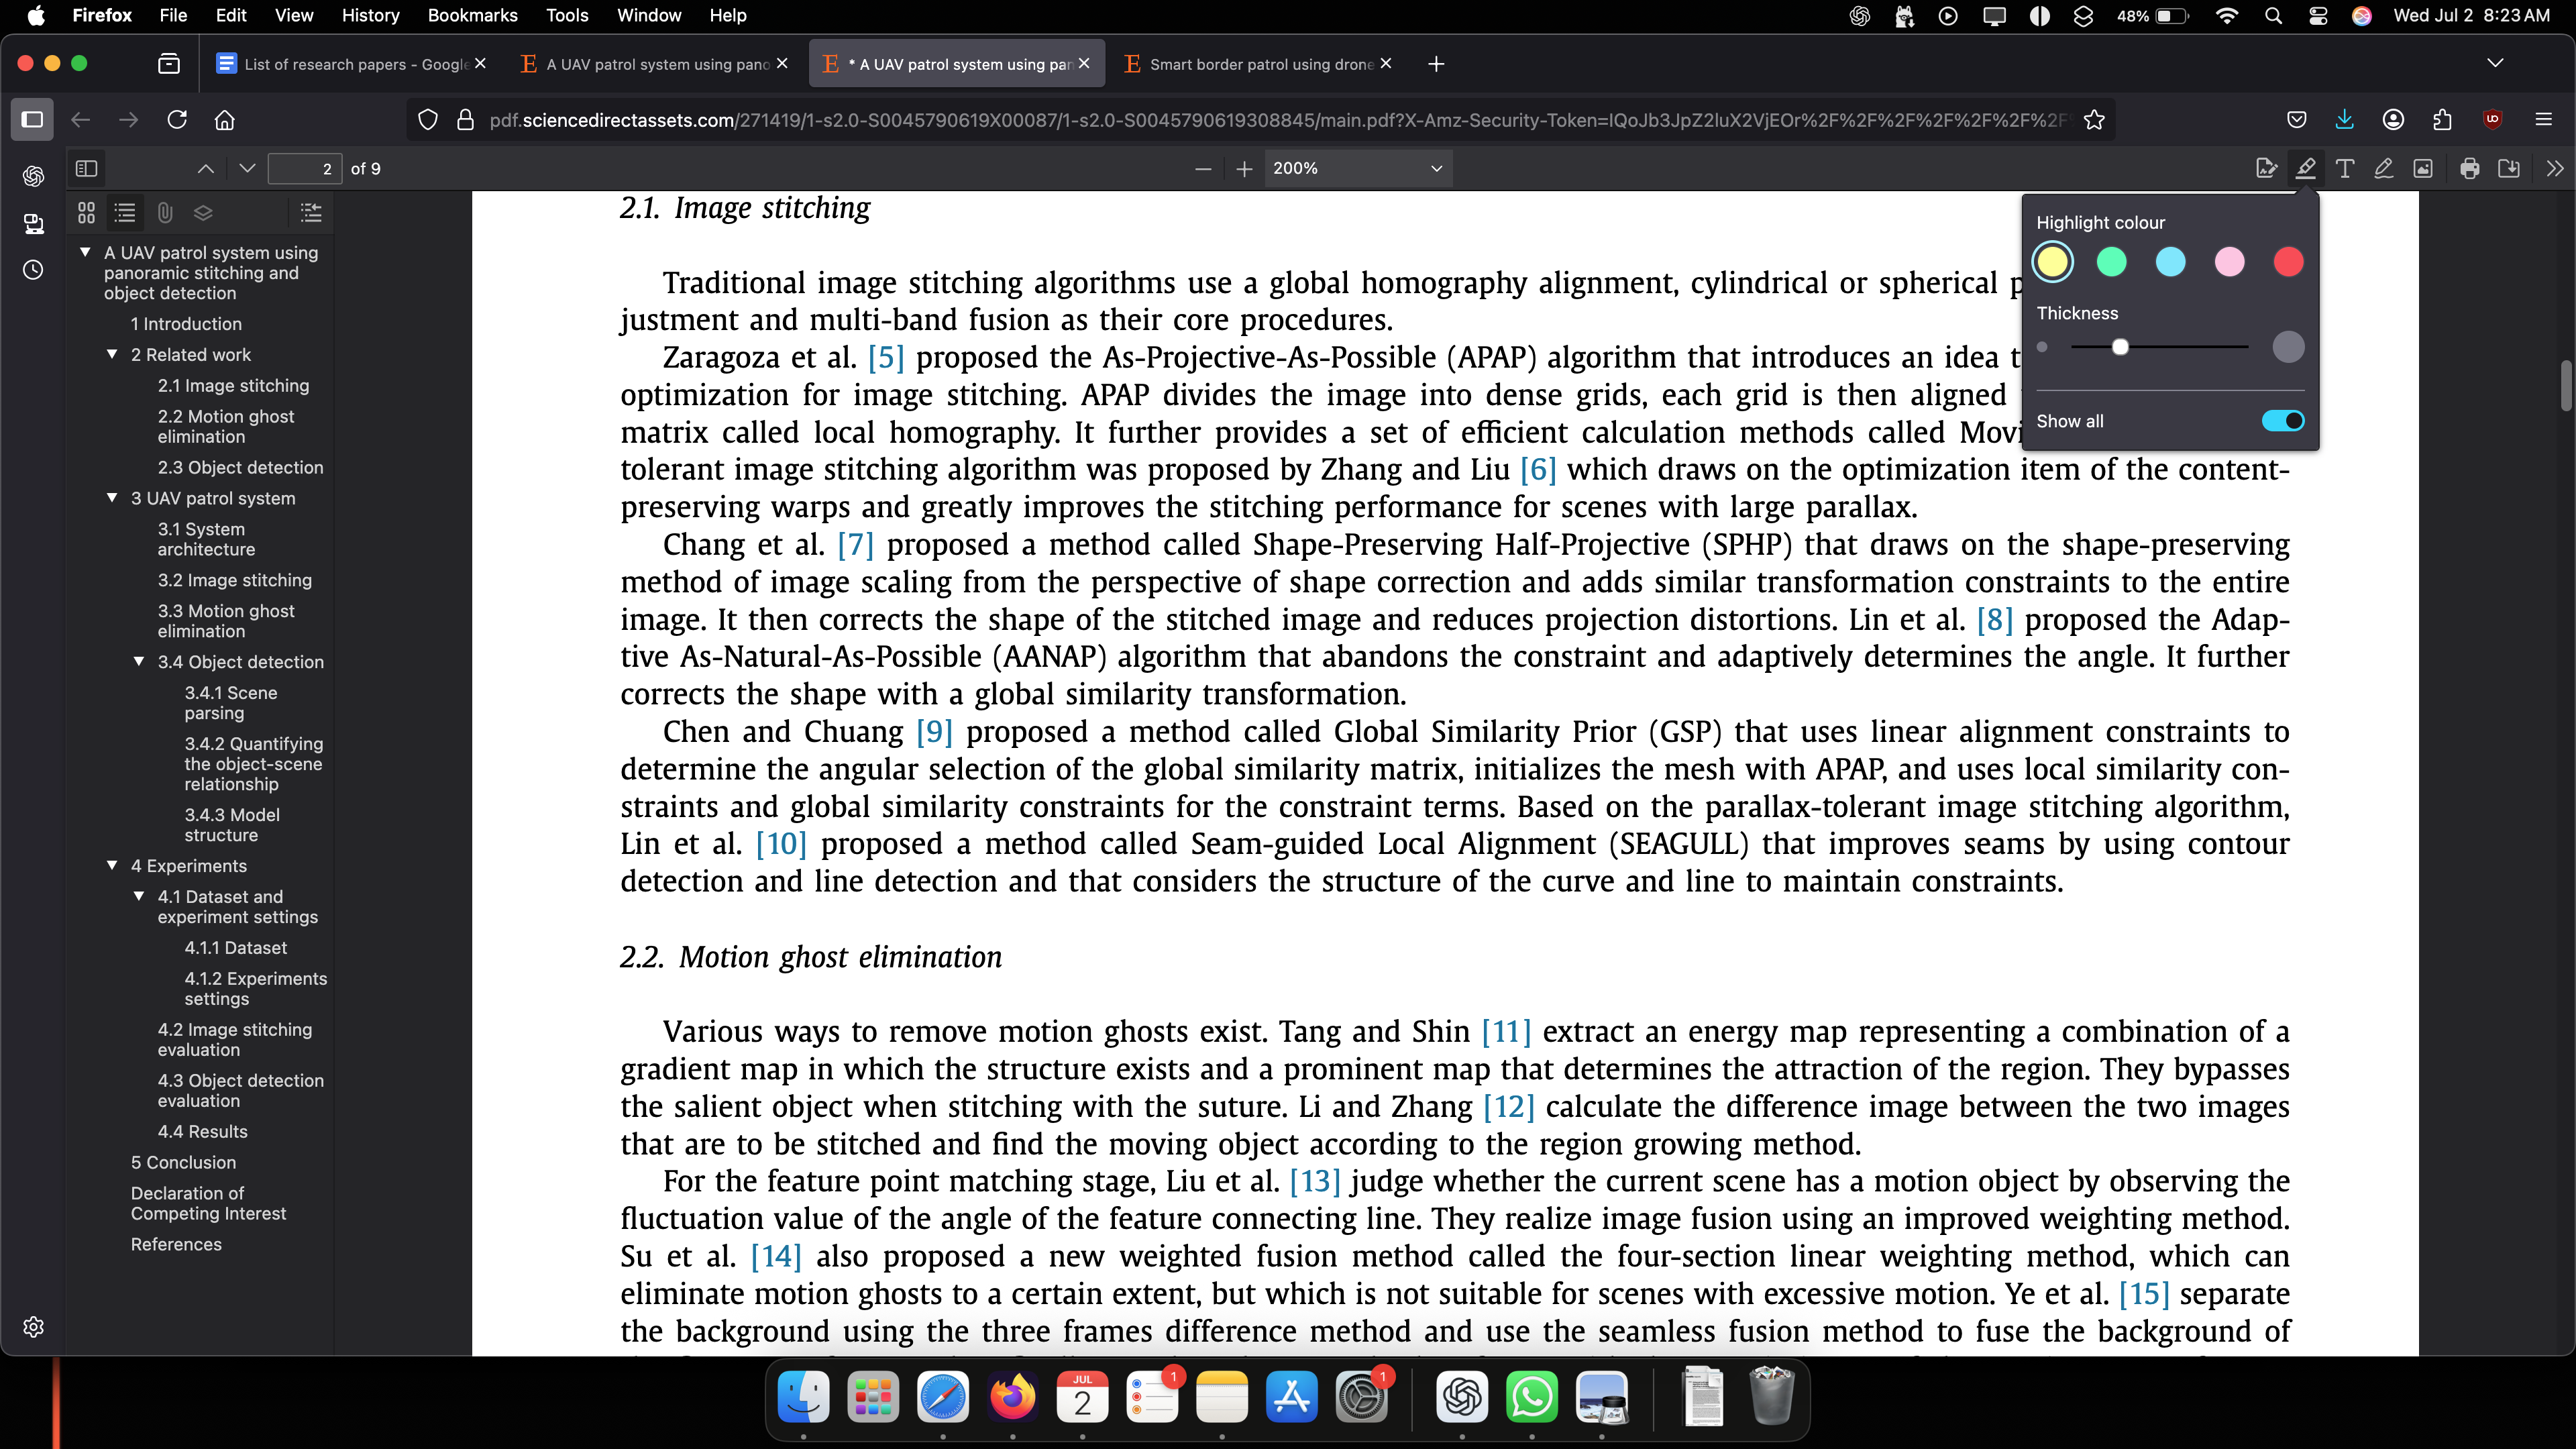 Firefox File Edit View History Bookmarks Tools Window Help 48% Wed Jul 2 8:23 AM
List of research papers - Google
A UAV patrol system using pano
* A UAV patrol system using pan
Smart border patrol using drone
pdf.sciencedirectassets.com/271419/1-s2.0-S0045790619X00087/1-s2.0-S0045790619308845/main.pdf?X-Amz-Security-Token=IQoJb3JpZ2luX2VjEOr%2F%2F%2F%2F%2F%2F%2F
2 of 9
200%
A UAV patrol system using
panoramic stitching and
object detection
1 Introduction
2 Related work
2.1 Image stitching
2.2 Motion ghost
elimination
2.3 Object detection
3 UAV patrol system
3.1 System
architecture
3.2 Image stitching
3.3 Motion ghost
elimination
3.4 Object detection
3.4.1 Scene
parsing
3.4.2 Quantifying
the object-scene
relationship
3.4.3 Model
structure
4 Experiments
4.1 Dataset and
experiment settings
4.1.1 Dataset
4.1.2 Experiments
settings
4.2 Image stitching
evaluation
4.3 Object detection
evaluation
4.4 Results
5 Conclusion
Declaration of
Competing Interest
References
Highlight colour
Thickness
Show all
2.1. Image stitching
Traditional image stitching algorithms use a global homography alignment, cylindrical or spherical
justment and multi-band fusion as their core procedures.
Zaragoza et al. [5] proposed the As-Projective-As-Possible (APAP) algorithm that introduces an idea
optimization for image stitching. APAP divides the image into dense grids, each grid is then aligned
matrix called local homography. It further provides a set of efficient calculation methods called Movi
tolerant image stitching algorithm was proposed by Zhang and Liu [6] which draws on the optimization item of the content-
preserving warps and greatly improves the stitching performance for scenes with large parallax.
Chang et al. [7] proposed a method called Shape-Preserving Half-Projective (SPHP) that draws on the shape-preserving
method of image scaling from the perspective of shape correction and adds similar transformation constraints to the entire
image. It then corrects the shape of the stitched image and reduces projection distortions. Lin et al. [8] proposed the Adap-
tive As-Natural-As-Possible (AANAP) algorithm that abandons the constraint and adaptively determines the angle. It further
corrects the shape with a global similarity transformation.
Chen and Chuang [9] proposed a method called Global Similarity Prior (GSP) that uses linear alignment constraints to
determine the angular selection of the global similarity matrix, initializes the mesh with APAP, and uses local similarity con-
straints and global similarity constraints for the constraint terms. Based on the parallax-tolerant image stitching algorithm,
Lin et al. [10] proposed a method called Seam-guided Local Alignment (SEAGULL) that improves seams by using contour
detection and line detection and that considers the structure of the curve and line to maintain constraints.
2.2. Motion ghost elimination
Various ways to remove motion ghosts exist. Tang and Shin [11] extract an energy map representing a combination of a
gradient map in which the structure exists and a prominent map that determines the attraction of the region. They bypasses
the salient object when stitching with the suture. Li and Zhang [12] calculate the difference image between the two images
that are to be stitched and find the moving object according to the region growing method.
For the feature point matching stage, Liu et al. [13] judge whether the current scene has a motion object by observing the
fluctuation value of the angle of the feature connecting line. They realize image fusion using an improved weighting method.
Su et al. [14] also proposed a new weighted fusion method called the four-section linear weighting method, which can
eliminate motion ghosts to a certain extent, but which is not suitable for scenes with excessive motion. Ye et al. [15] separate
the background using the three frames difference method and use the seamless fusion method to fuse the background of
JUL
2
1
1